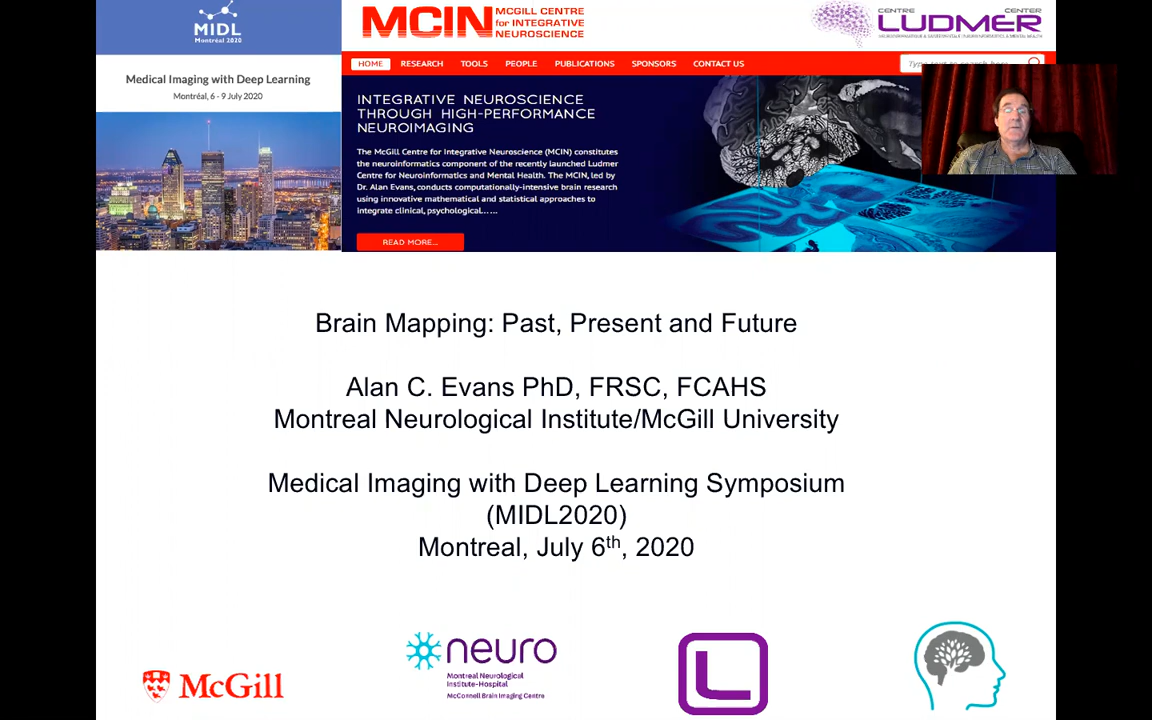 MIDL
Montréal 2020
Medical Imaging with Deep Learning
Montréal, 6 - 9 July 2020
MCIN
MCGILL CENTRE
for INTEGRATIVE
NEUROSCIENCE
CENTRE
CENTER
LUDMER
HOME RESEARCH TOOLS PEOPLE PUBLICATIONS SPONSORS CONTACT US
Type text to search here...
INTEGRATIVE NEUROSCIENCE
THROUGH HIGH-PERFORMANCE
NEUROIMAGING
The McGill Centre for Integrative Neuroscience (MCIN) constitutes
the neuroinformatics component of the recently launched Ludmer
Centre for Neuroinformatics and Mental Health. The MCIN, led by
Dr. Alan Evans, conducts computationally-intensive brain research
using innovative mathematical and statistical approaches to
integrate clinical, psychological......
READ MORE...
Brain Mapping: Past, Present and Future
Alan C. Evans PhD, FRSC, FCAHS
Montreal Neurological Institute/McGill University
Medical Imaging with Deep Learning Symposium
(MIDL2020)
Montreal, July 6th, 2020
McGill
neuro
Montreal Neurological
Institute-Hospital
McConnell Brain Imaging Centre
L